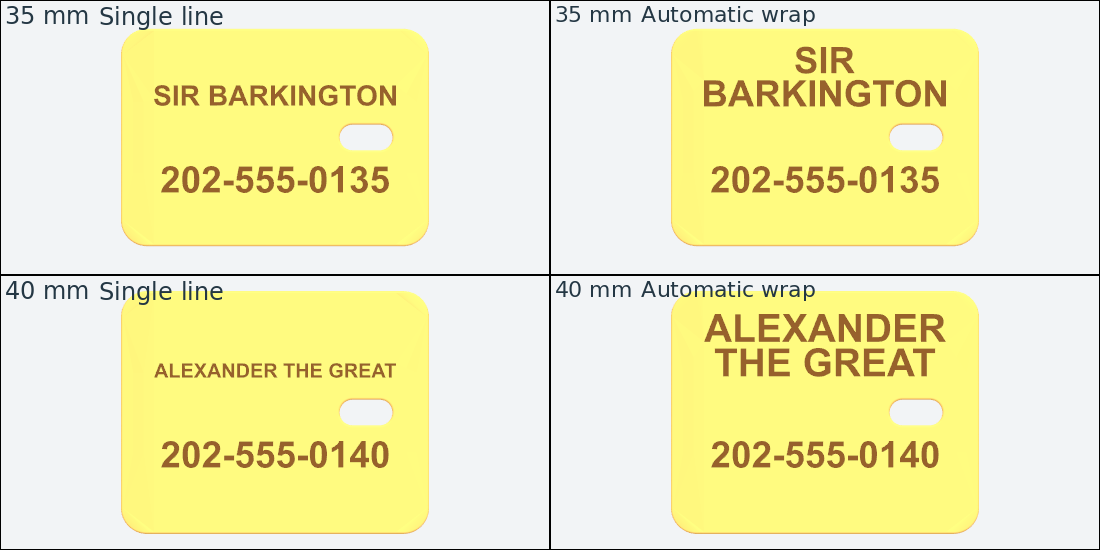 35 mm Single line
SIR BARKINGTON
202-555-0135
35 mm Automatic wrap
SIR
BARKINGTON
202-555-0135
40 mm Single line
ALEXANDER THE GREAT
202-555-0140
40 mm Automatic wrap
ALEXANDER
THE GREAT
202-555-0140